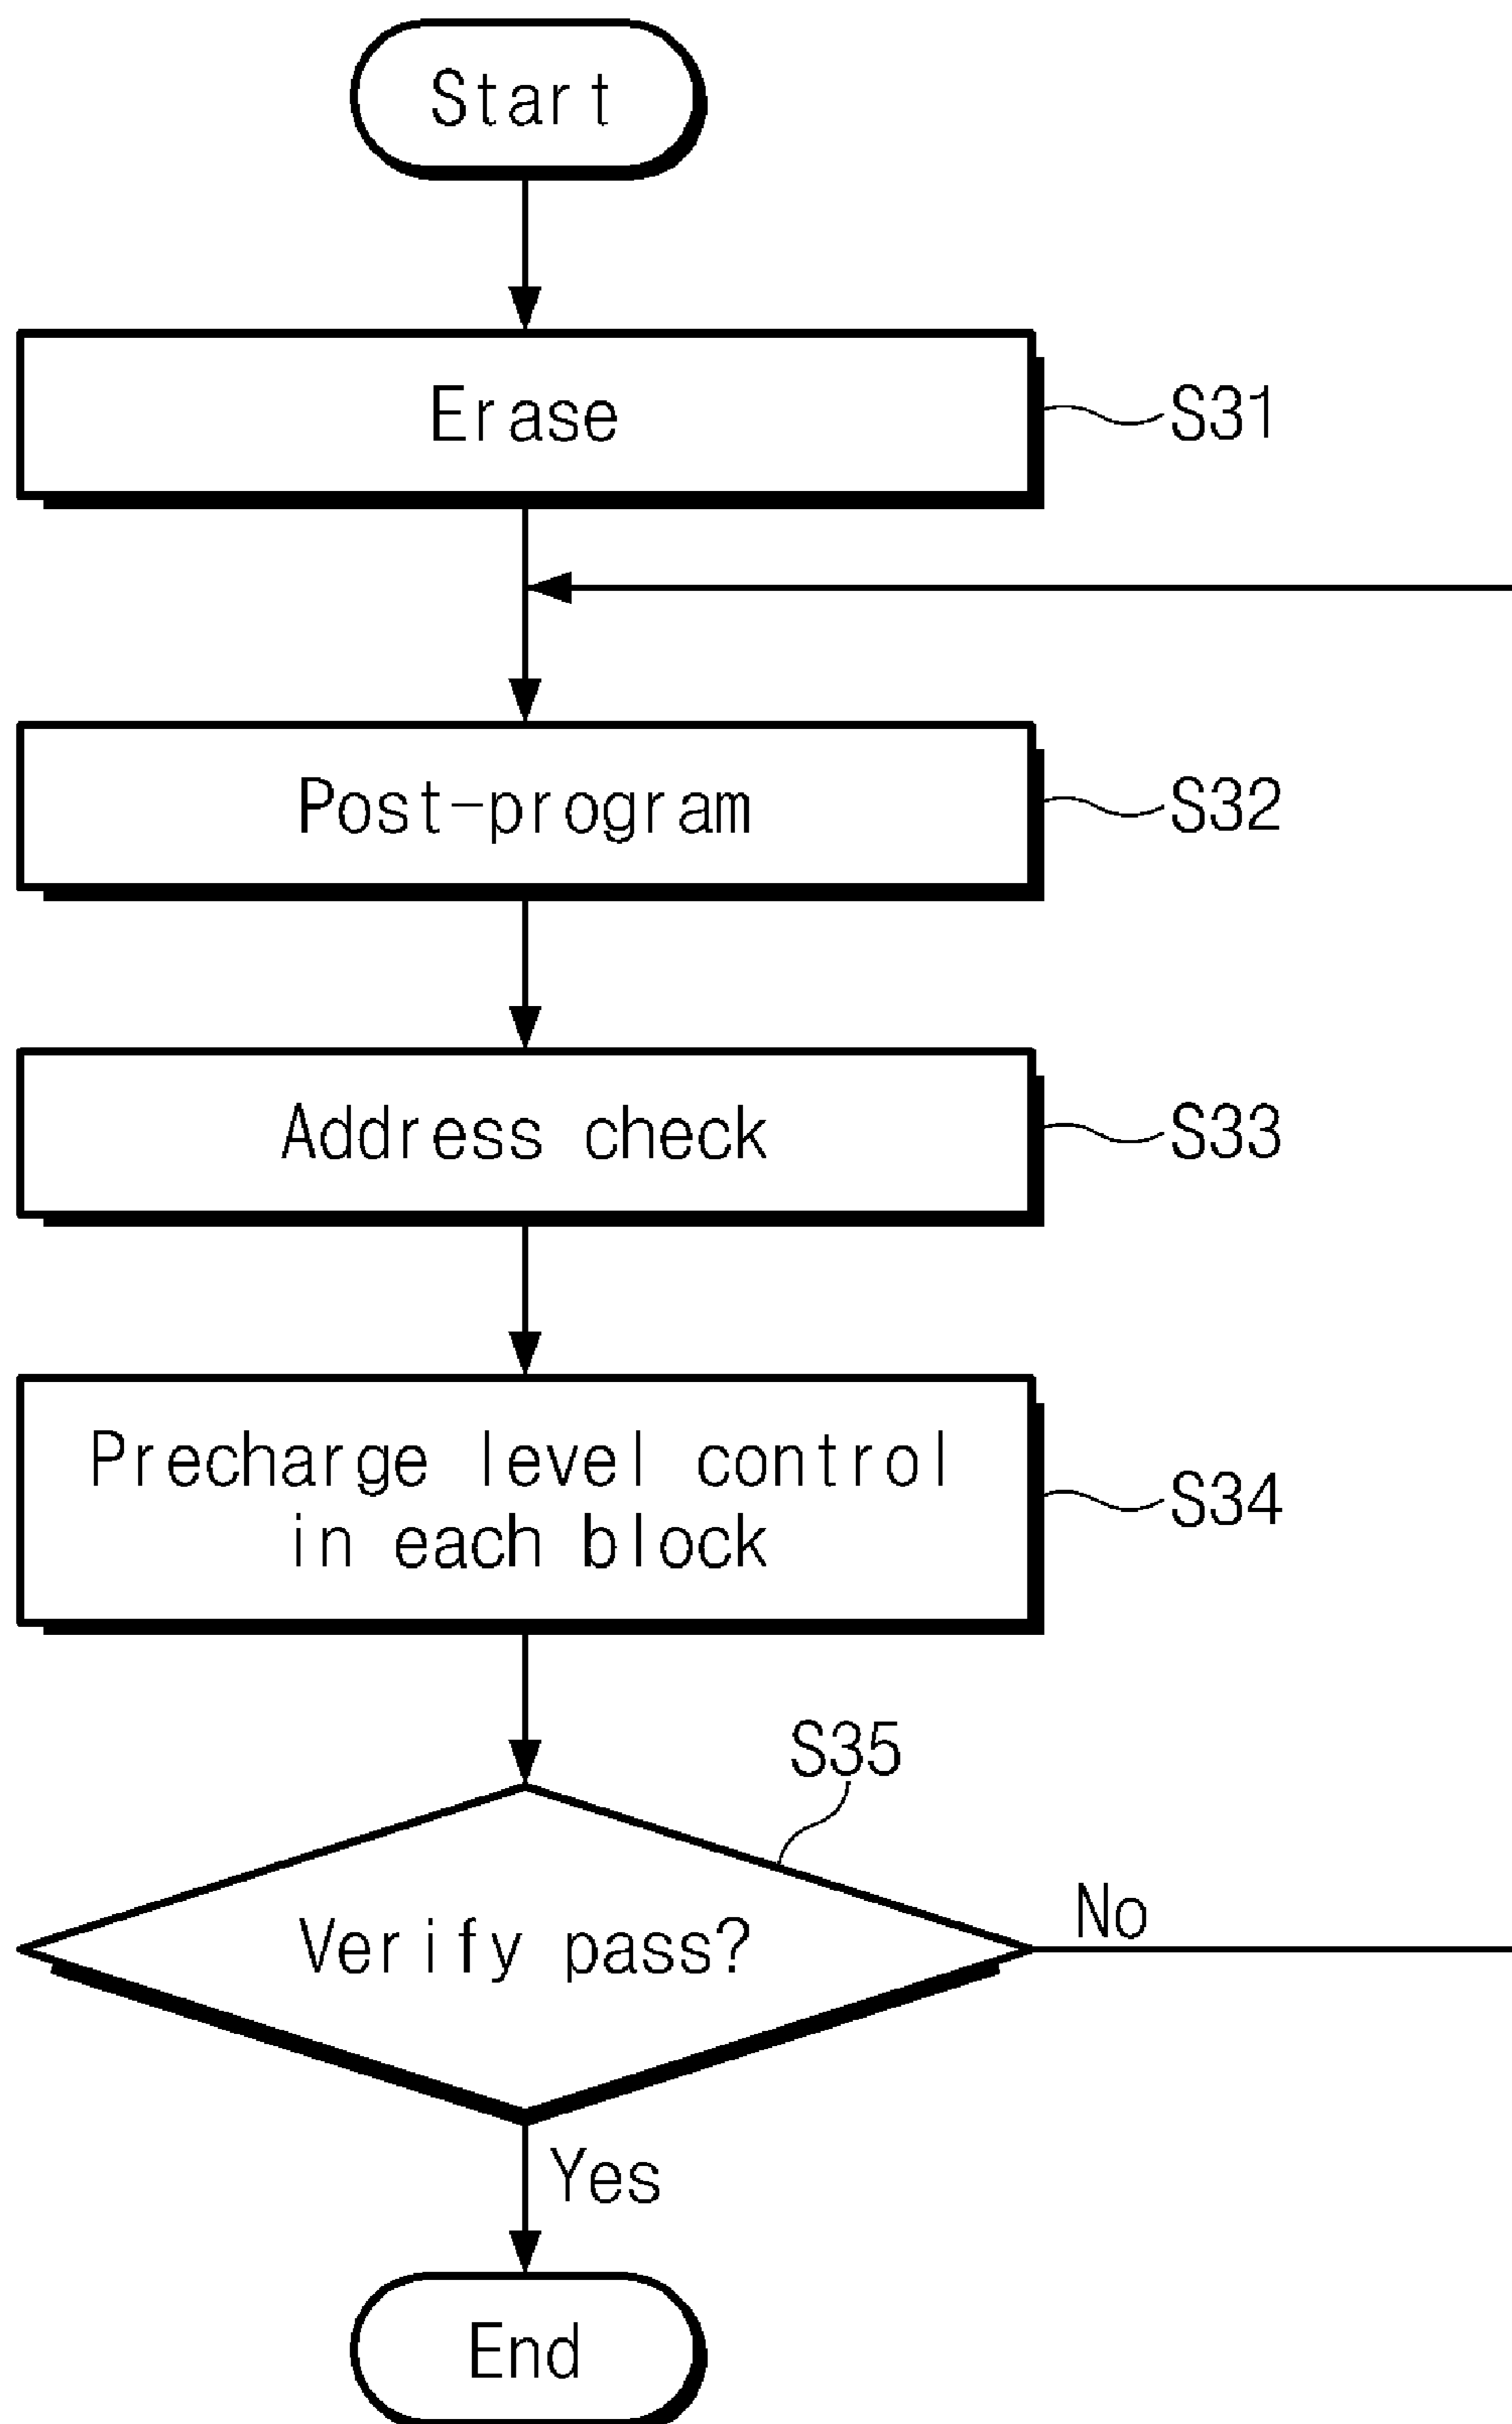 Start
Erase
S31
Post-program
S32
Address check
S33
Precharge level control
in each block
S34
S35
Verify pass?
No
Yes
End